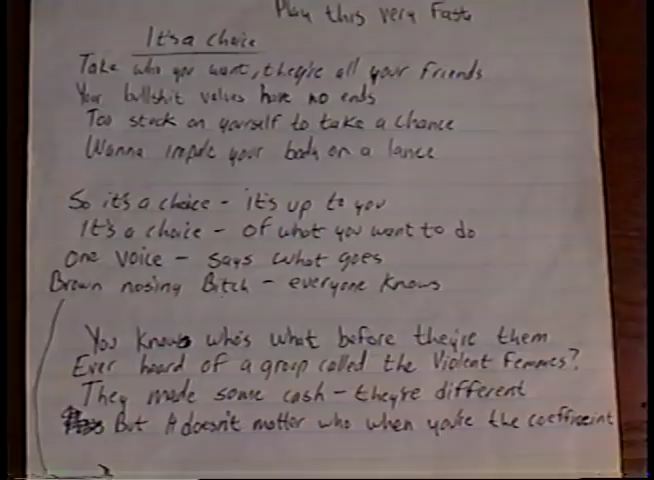 Play this very Fast
It's a choice
Take who you want, they're all your friends
Your bullshit values have no ends
Too stuck on yourself to take a chance
Wanna impale your body on a lance
So it's a choice - it's up to you
It's a choice - of what you want to do
One voice - says what goes
Brown nosing Bitch - everyone knows
You know who's what before they're them
Ever heard of a group called the Violent Femmes?
They made some cash - they're different
But it doesn't matter who when you're the coefficeint